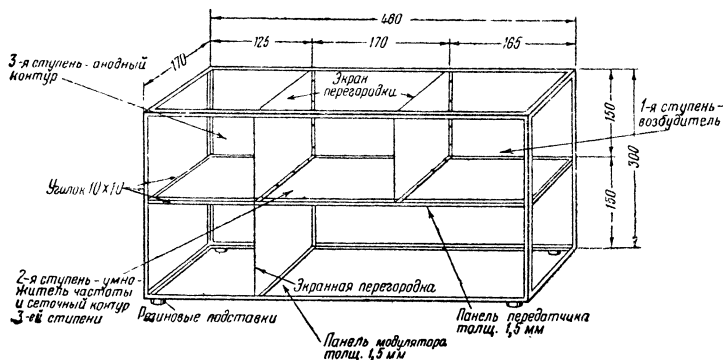 480
125
170
165
170
3-я ступень-анодный
контур
Экран
перегородки
1-я ступень-
возбудитель
150
300
150
Уголок 10×10
2-я ступень-умно-
житель частоты
и сеточный контур
3-ей ступени
Экранная перегородка
Резиновые подставки
Панель модулятора
толщ. 1,5 мм
Панель передатчика
толщ. 1,5 мм